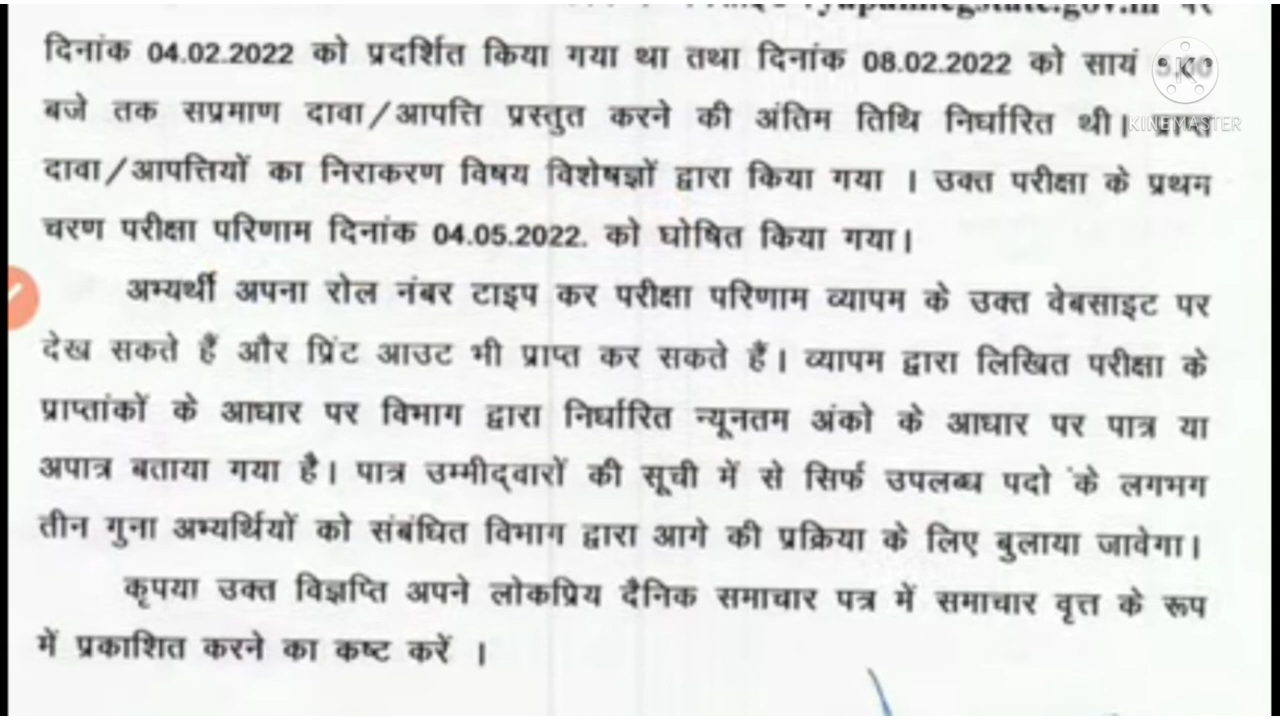 दिनांक 04.02.2022 को प्रदर्शित किया गया था तथा दिनांक 08.02.2022 को सायं
बजे तक सप्रमाण दावा/आपत्ति प्रस्तुत करने की अंतिम तिथि निर्धारित थी। प्राप्त
KINEMASTER
दावा/आपत्तियों का निराकरण विषय विशेषज्ञों द्वारा किया गया । उक्त परीक्षा के प्रथम
चरण परीक्षा परिणाम दिनांक 04.05.2022. को घोषित किया गया।
अभ्यर्थी अपना रोल नंबर टाइप कर परीक्षा परिणाम व्यापम के उक्त वेबसाइट पर
देख सकते हैं और प्रिंट आउट भी प्राप्त कर सकते हैं। व्यापम द्वारा लिखित परीक्षा के
प्राप्तांकों के आधार पर विभाग द्वारा निर्धारित न्यूनतम अंको के आधार पर पात्र या
अपात्र बताया गया है। पात्र उम्मीद्वारों की सूची में से सिर्फ उपलब्ध पदो के लगभग
तीन गुना अभ्यर्थियों को संबंधित विभाग द्वारा आगे की प्रक्रिया के लिए बुलाया जावेगा।
कृपया उक्त विज्ञप्ति अपने लोकप्रिय दैनिक समाचार पत्र में समाचार वृत्त के रूप
में प्रकाशित करने का कष्ट करें ।